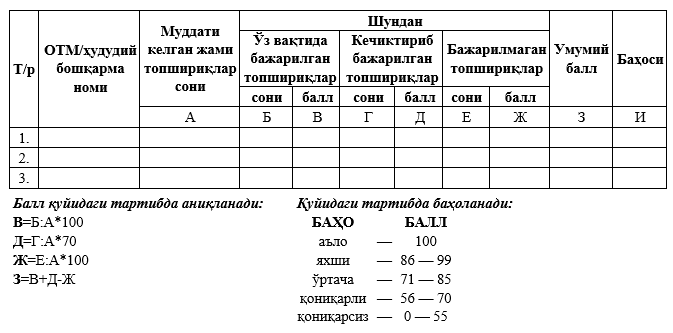 Т/р
ОТМ/ҳудудий бошқарма номи
Муддати келган жами топшириқлар сони
Шундан
Ўз вақтида бажарилган топшириқлар
Кечиктириб бажарилган топшириқлар
Бажарилмаган топшириқлар
Умумий балл
Баҳоси
сони балл сони балл сони балл
А Б В Г Д Е Ж З И
1.
2.
3.
Балл қуйидаги тартибда аниқланади:
В=Б:А*100
Д=Г:А*70
Ж=Е:А*100
З=В+Д-Ж
Қуйидаги тартибда баҳоланади:
БАҲО БАЛЛ
аъло — 100
яхши — 86 — 99
ўртача — 71 — 85
қониқарли — 56 — 70
қониқарсиз — 0 — 55